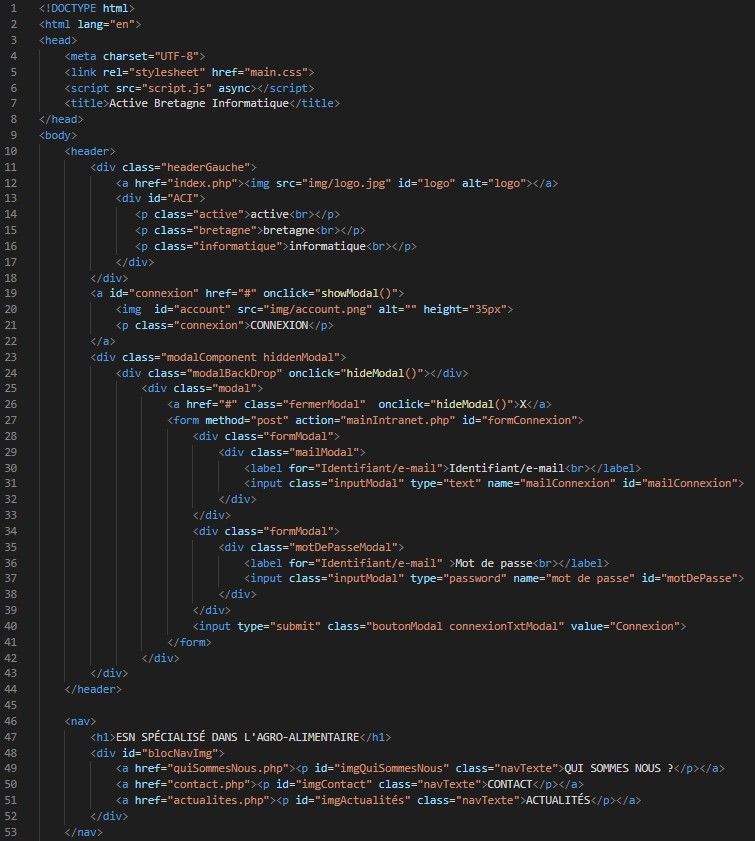 1 <!DOCTYPE html>
2 <html lang="en">
3 <head>
4     <meta charset="UTF-8">
5     <link rel="stylesheet" href="main.css">
6     <script src="script.js" async></script>
7     <title>Active Bretagne Informatique</title>
8 </head>
9 <body>
10     <header>
11         <div class="headerGauche">
12             <a href="index.php"><img src="img/logo.jpg" id="logo" alt="logo"></a>
13             <div id="ACI">
14                <p class="active">active<br></p>
15                <p class="bretagne">bretagne<br></p>
16                <p class="informatique">informatique<br></p>
17             </div>
18         </div>
19         <a id="connexion" href="#" onclick="showModal()">
20             <img  id="account" src="img/account.png" alt="" height="35px">
21             <p class="connexion">CONNEXION</p>
22         </a>
23         <div class="modalComponent hiddenModal">
24             <div class="modalBackDrop" onclick="hideModal()"></div>
25                 <div class="modal">
26                     <a href="#" class="fermerModal"  onclick="hideModal()">X</a>
27                     <form method="post" action="mainIntranet.php" id="formConnexion">
28                         <div class="formModal">
29                             <div class="mailModal">
30                                 <label for="Identifiant/e-mail">Identifiant/e-mail<br></label>
31                                 <input class="inputModal" type="text" name="mailConnexion" id="mailConnexion">
32                             </div>
33                         </div>
34                         <div class="formModal">
35                             <div class="motDePasseModal">
36                                 <label for="Identifiant/e-mail" >Mot de passe<br></label>
37                                 <input class="inputModal" type="password" name="mot de passe" id="motDePasse">
38                             </div>
39                         </div>
40                         <input type="submit" class="boutonModal connexionTxtModal" value="Connexion">
41                     </form>
42                 </div>
43         </div>
44     </header>
45
46     <nav>
47         <h1>ESN SPÉCIALISÉ DANS L'AGRO-ALIMENTAIRE</h1>
48         <div id="blocNavImg">
49             <a href="quiSommesNous.php"><p id="imgQuiSommesNous" class="navTexte">QUI SOMMES NOUS ?</p></a>
50             <a href="contact.php"><p id="imgContact" class="navTexte">CONTACT</p></a>
51             <a href="actualites.php"><p id="imgActualités" class="navTexte">ACTUALITÉS</p></a>
52         </div>
53     </nav>